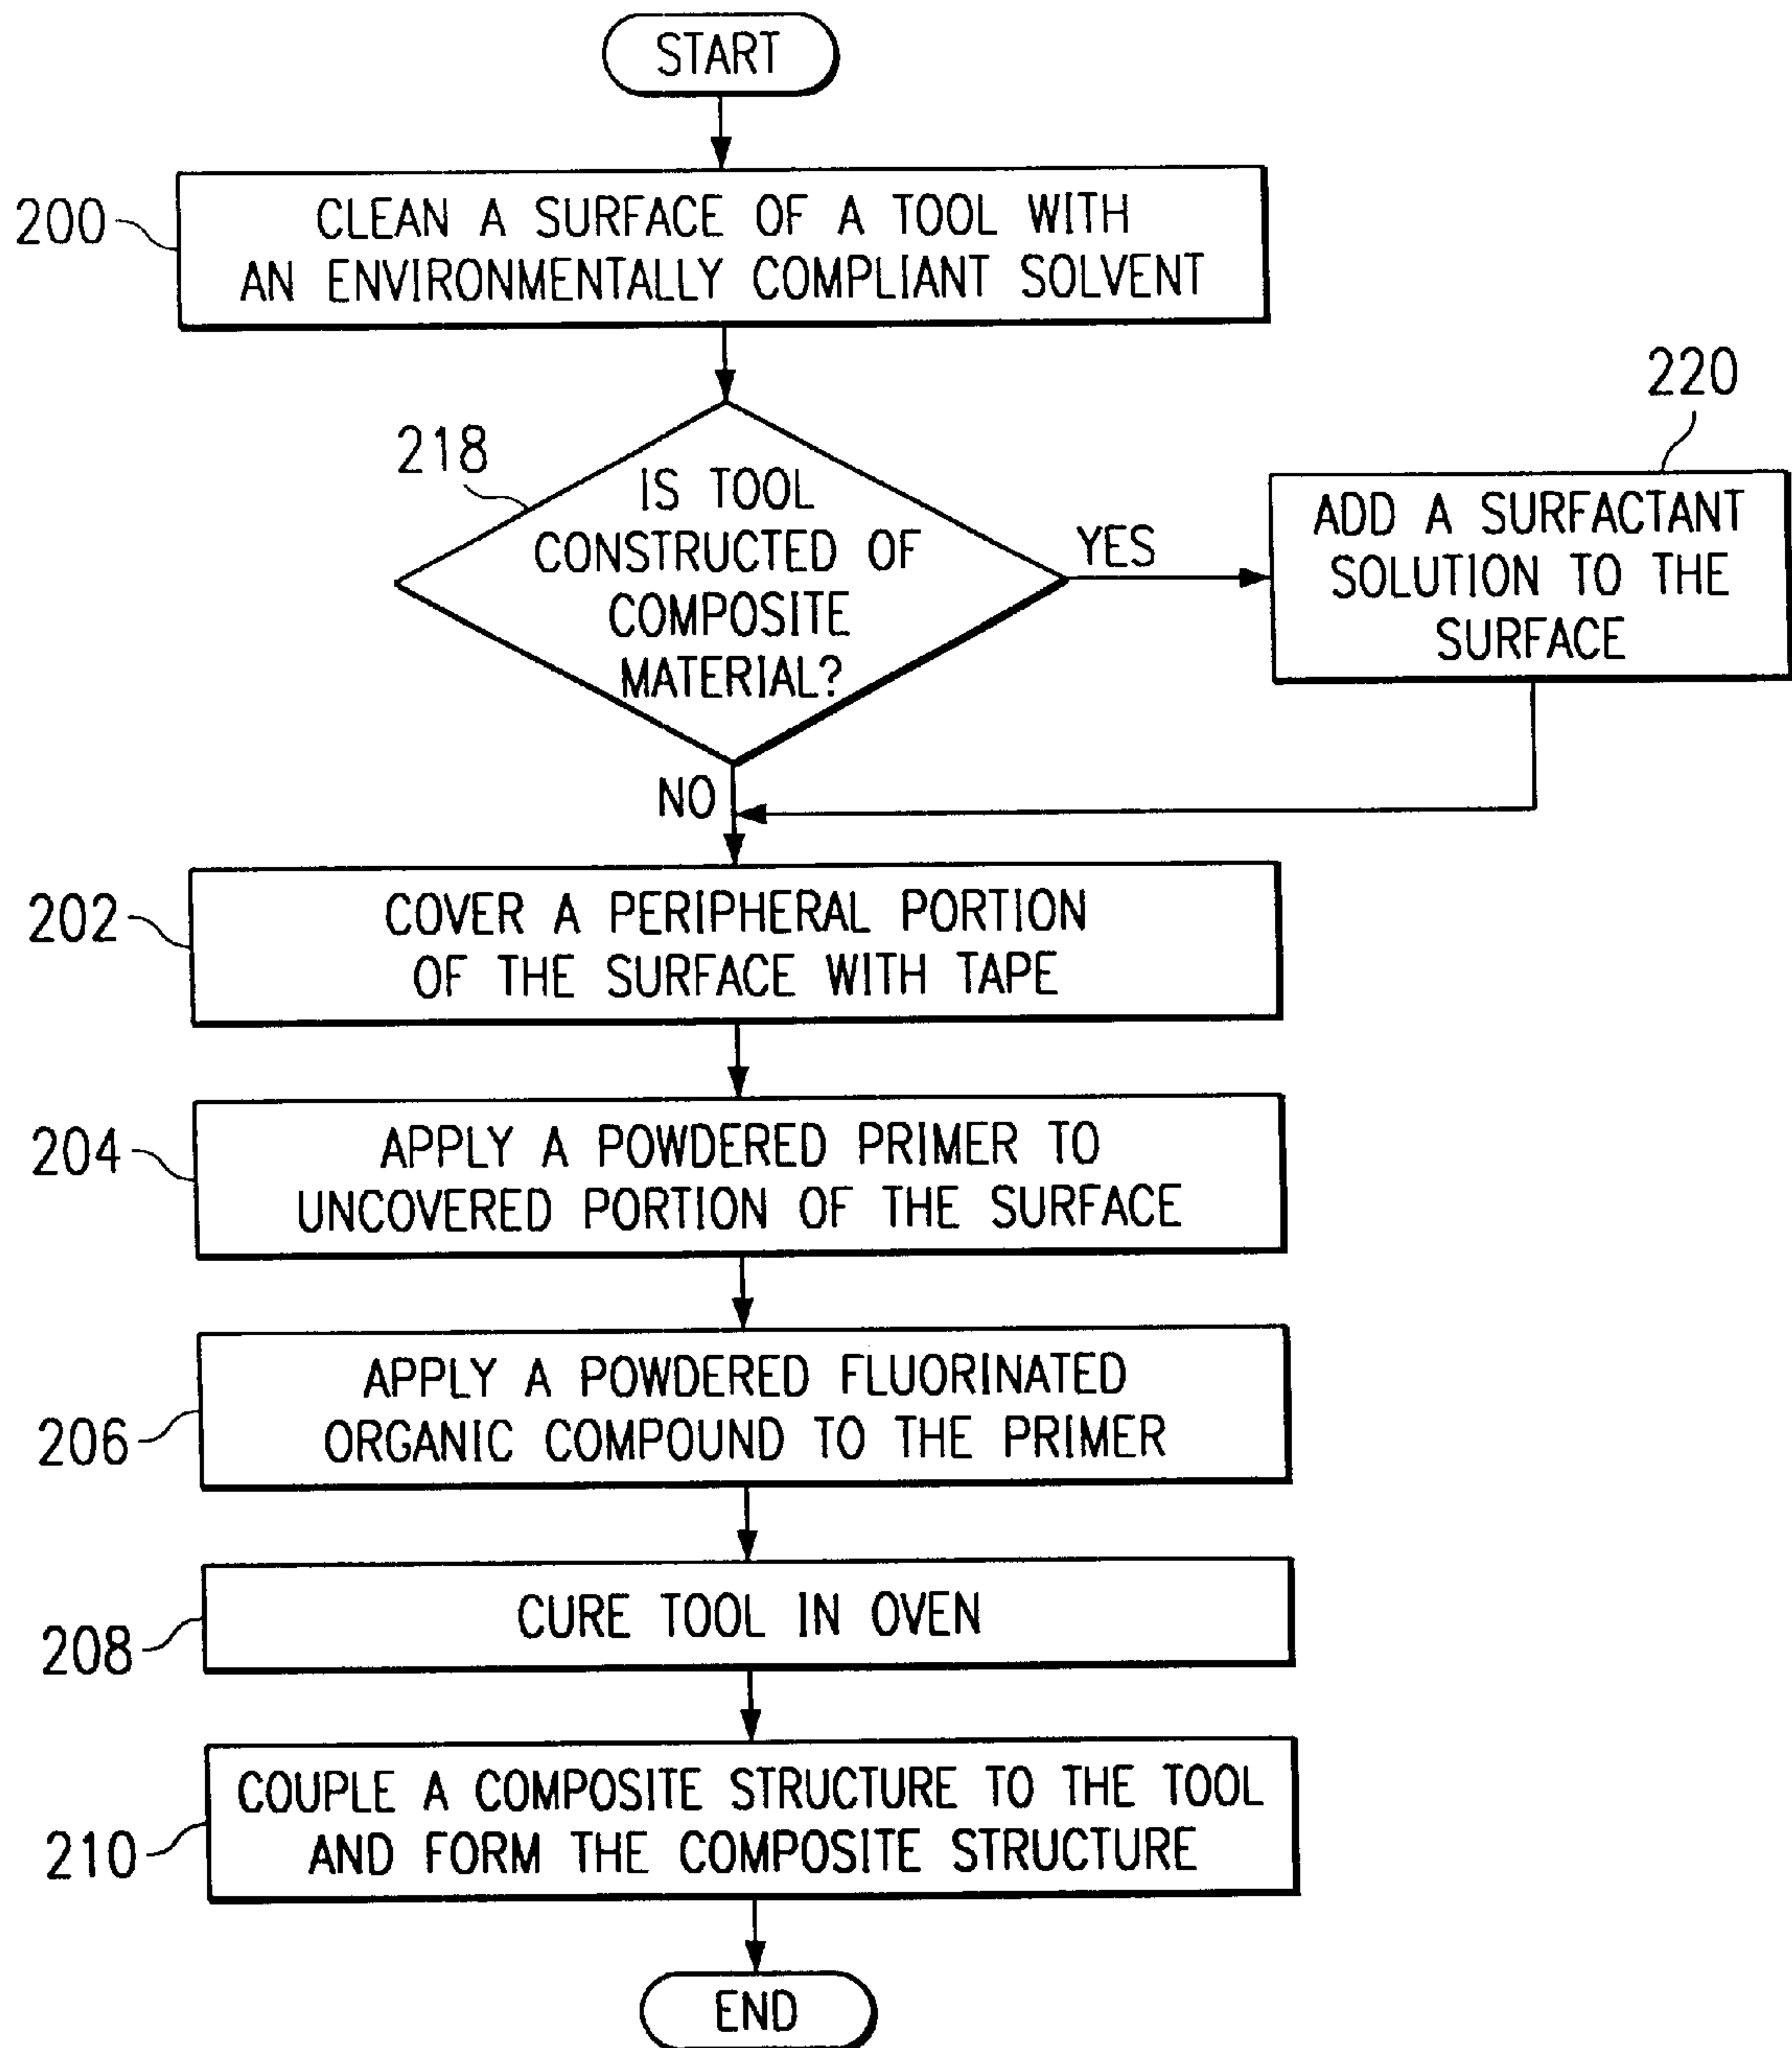 START
200
CLEAN A SURFACE OF A TOOL WITH
AN ENVIRONMENTALLY COMPLIANT SOLVENT
218
IS TOOL
CONSTRUCTED OF
COMPOSITE
MATERIAL?
YES
220
ADD A SURFACTANT
SOLUTION TO THE
SURFACE
NO
202
COVER A PERIPHERAL PORTION
OF THE SURFACE WITH TAPE
204
APPLY A POWDERED PRIMER TO
UNCOVERED PORTION OF THE SURFACE
206
APPLY A POWDERED FLUORINATED
ORGANIC COMPOUND TO THE PRIMER
208
CURE TOOL IN OVEN
210
COUPLE A COMPOSITE STRUCTURE TO THE TOOL
AND FORM THE COMPOSITE STRUCTURE
END